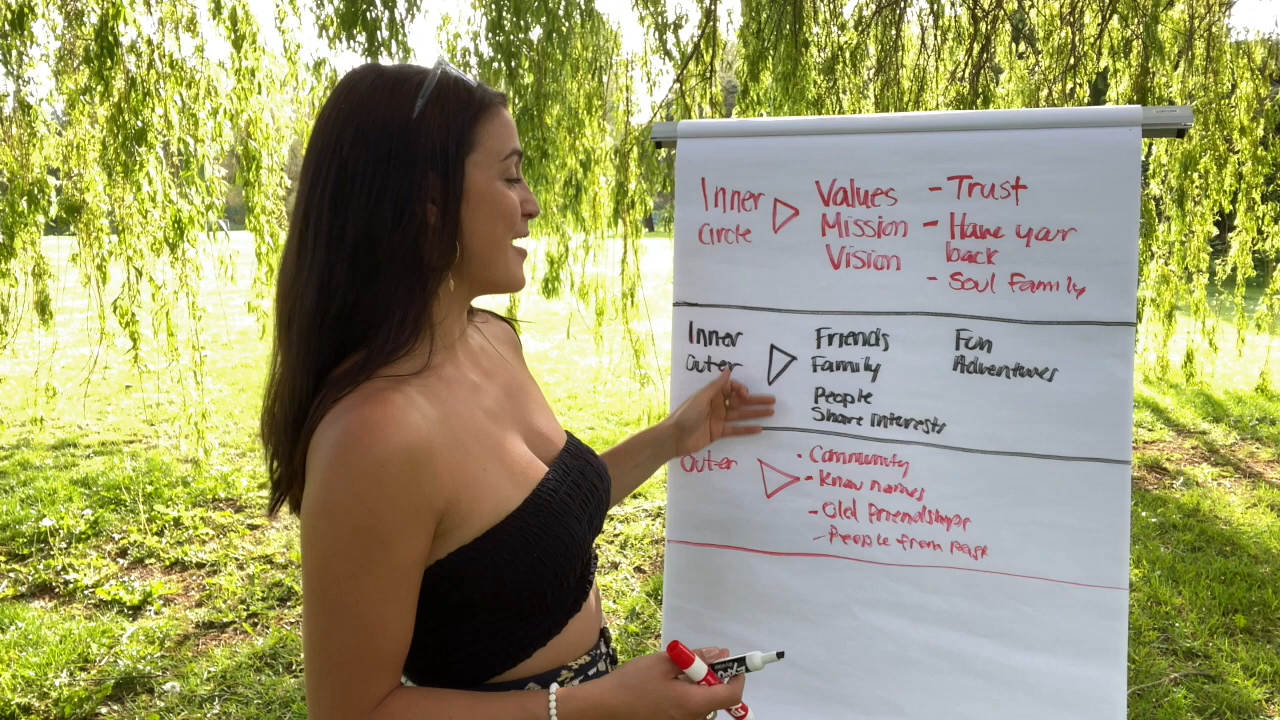 Inner
Circle
Values
Mission
Vision
- Trust
- Have your
back
- Soul Family
Inner
Outer
Friends
Family
People
Share interests
Fun
Adventures
Outer
· Community
- Know names
- Old Friendships
- People from past
EXPO